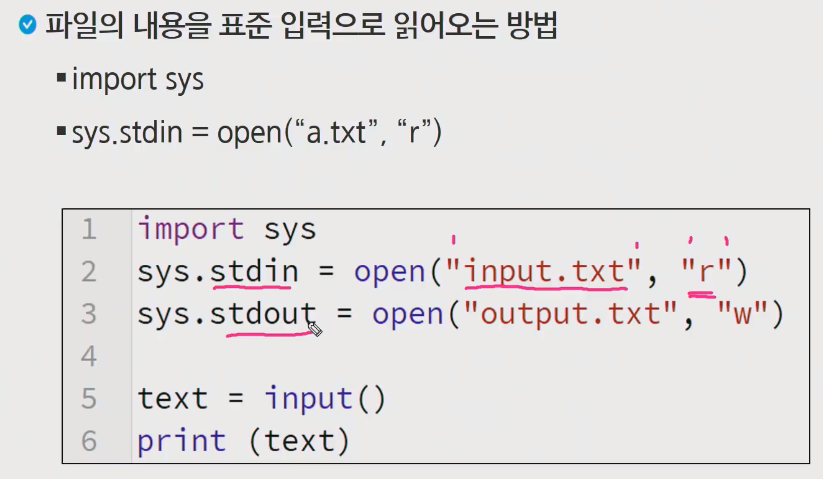 파일의 내용을 표준 입력으로 읽어오는 방법
▪import sys
▪sys.stdin = open(“a.txt”, “r”)
1 import sys
2 sys.stdin = open("input.txt", "r")
3 sys.stdout = open("output.txt", "w")
4
5 text = input()
6 print (text)